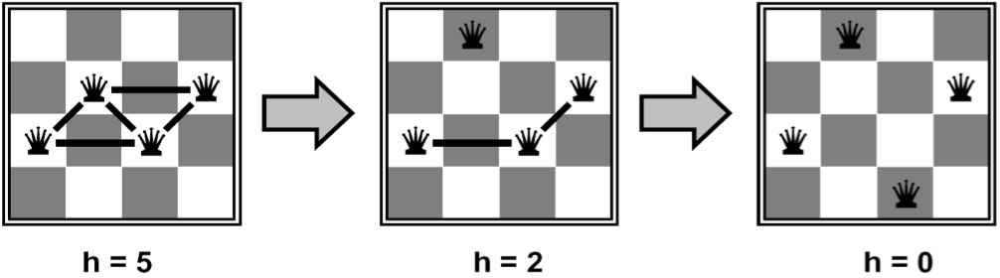 h = 5
h = 2
h = 0